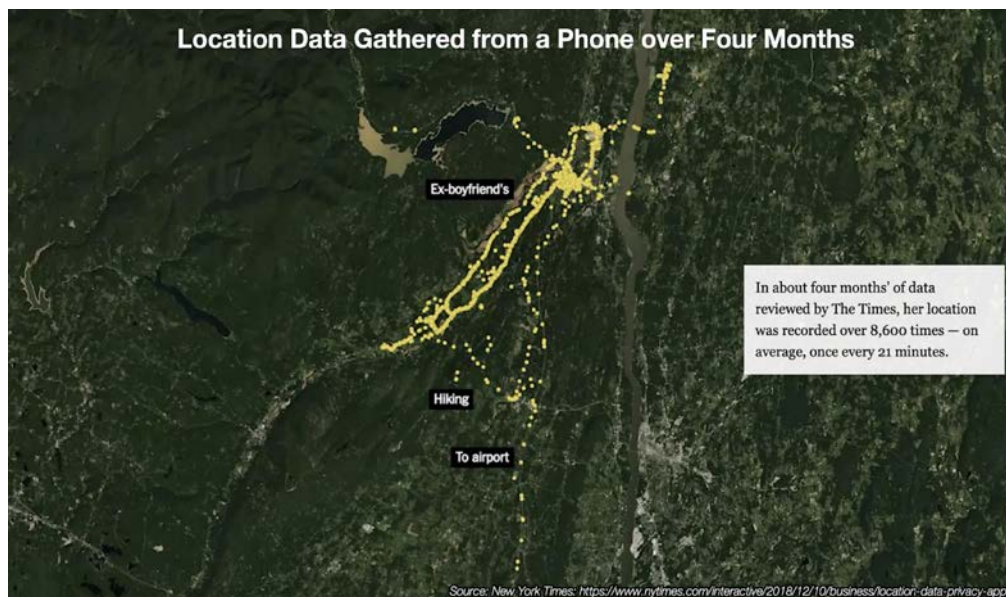 Location Data Gathered from a Phone over Four Months
Ex-boyfriend's
In about four months' of data
reviewed by The Times, her location
was recorded over 8,600 times — on
average, once every 21 minutes.
Hiking
To airport
Source: New York Times: https://www.nytimes.com/interactive/2018/12/10/business/location-data-privacy-app